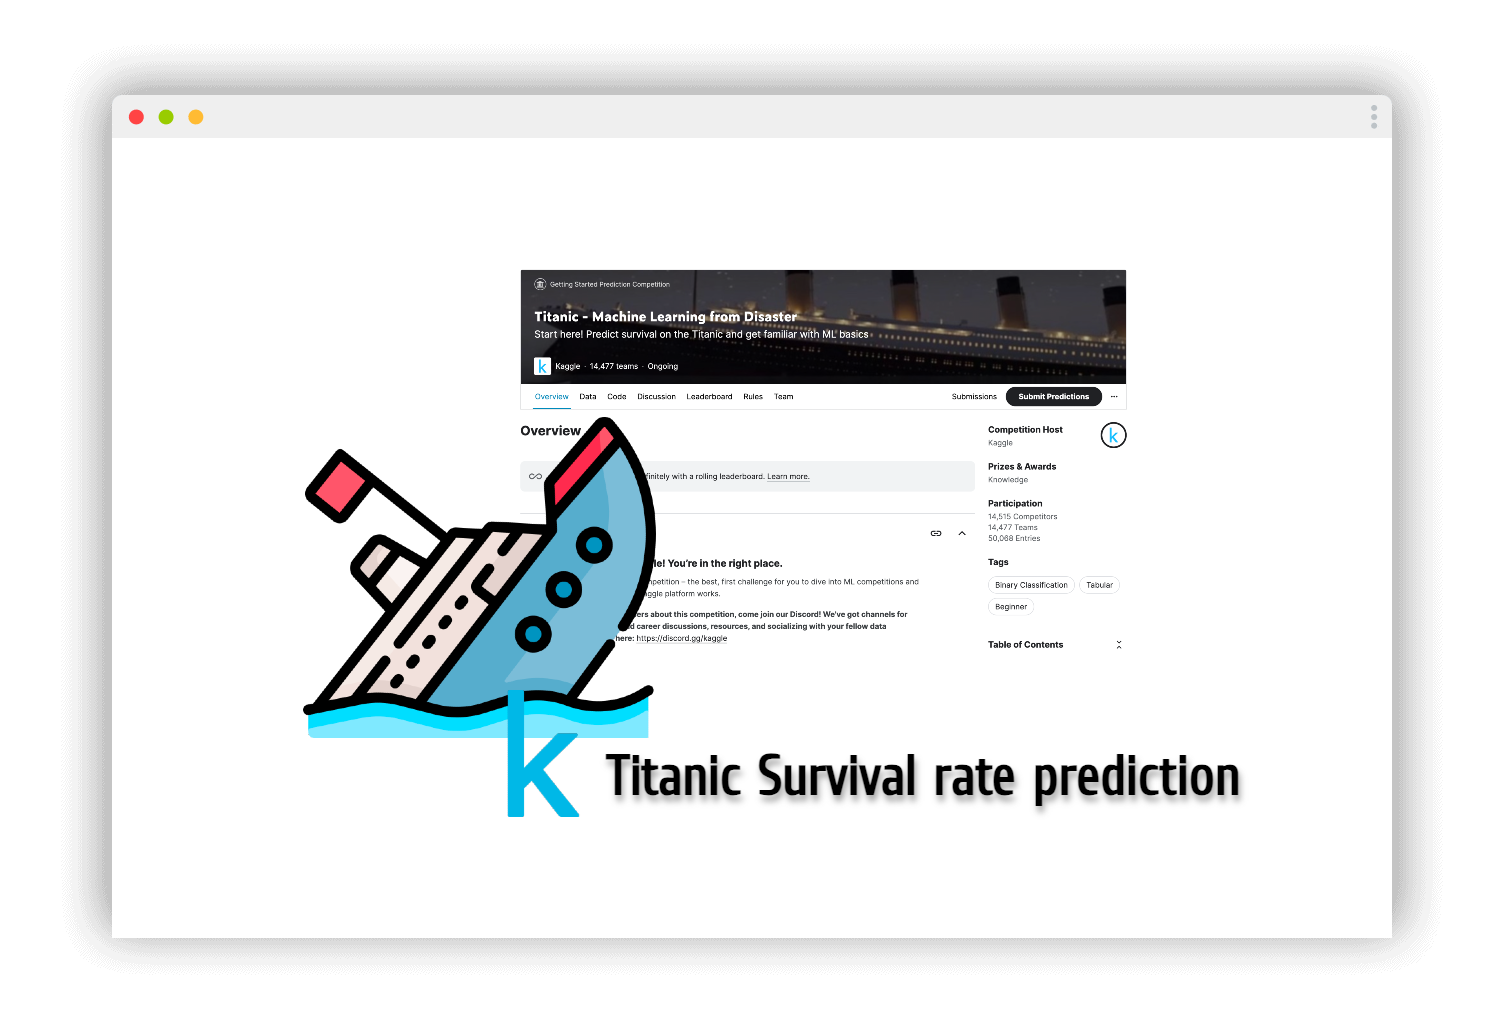 Getting Started Prediction Competition
Titanic - Machine Learning from Disaster
Start here! Predict survival on the Titanic and get familiar with ML basics
k Kaggle · 14,477 teams · Ongoing
Overview Data Code Discussion Leaderboard Rules Team Submissions Submit Predictions ...
Overview
finitely with a rolling leaderboard. Learn more.
le! You're in the right place.
mpetition – the best, first challenge for you to dive into ML competitions and
aggle platform works.
ers about this competition, come join our Discord! We've got channels for
d career discussions, resources, and socializing with your fellow data
here: https://discord.gg/kaggle
Competition Host
Kaggle
k
Prizes & Awards
Knowledge
Participation
14,515 Competitors
14,477 Teams
50,068 Entries
Tags
Binary Classification Tabular
Beginner
Table of Contents
k Titanic Survival rate prediction